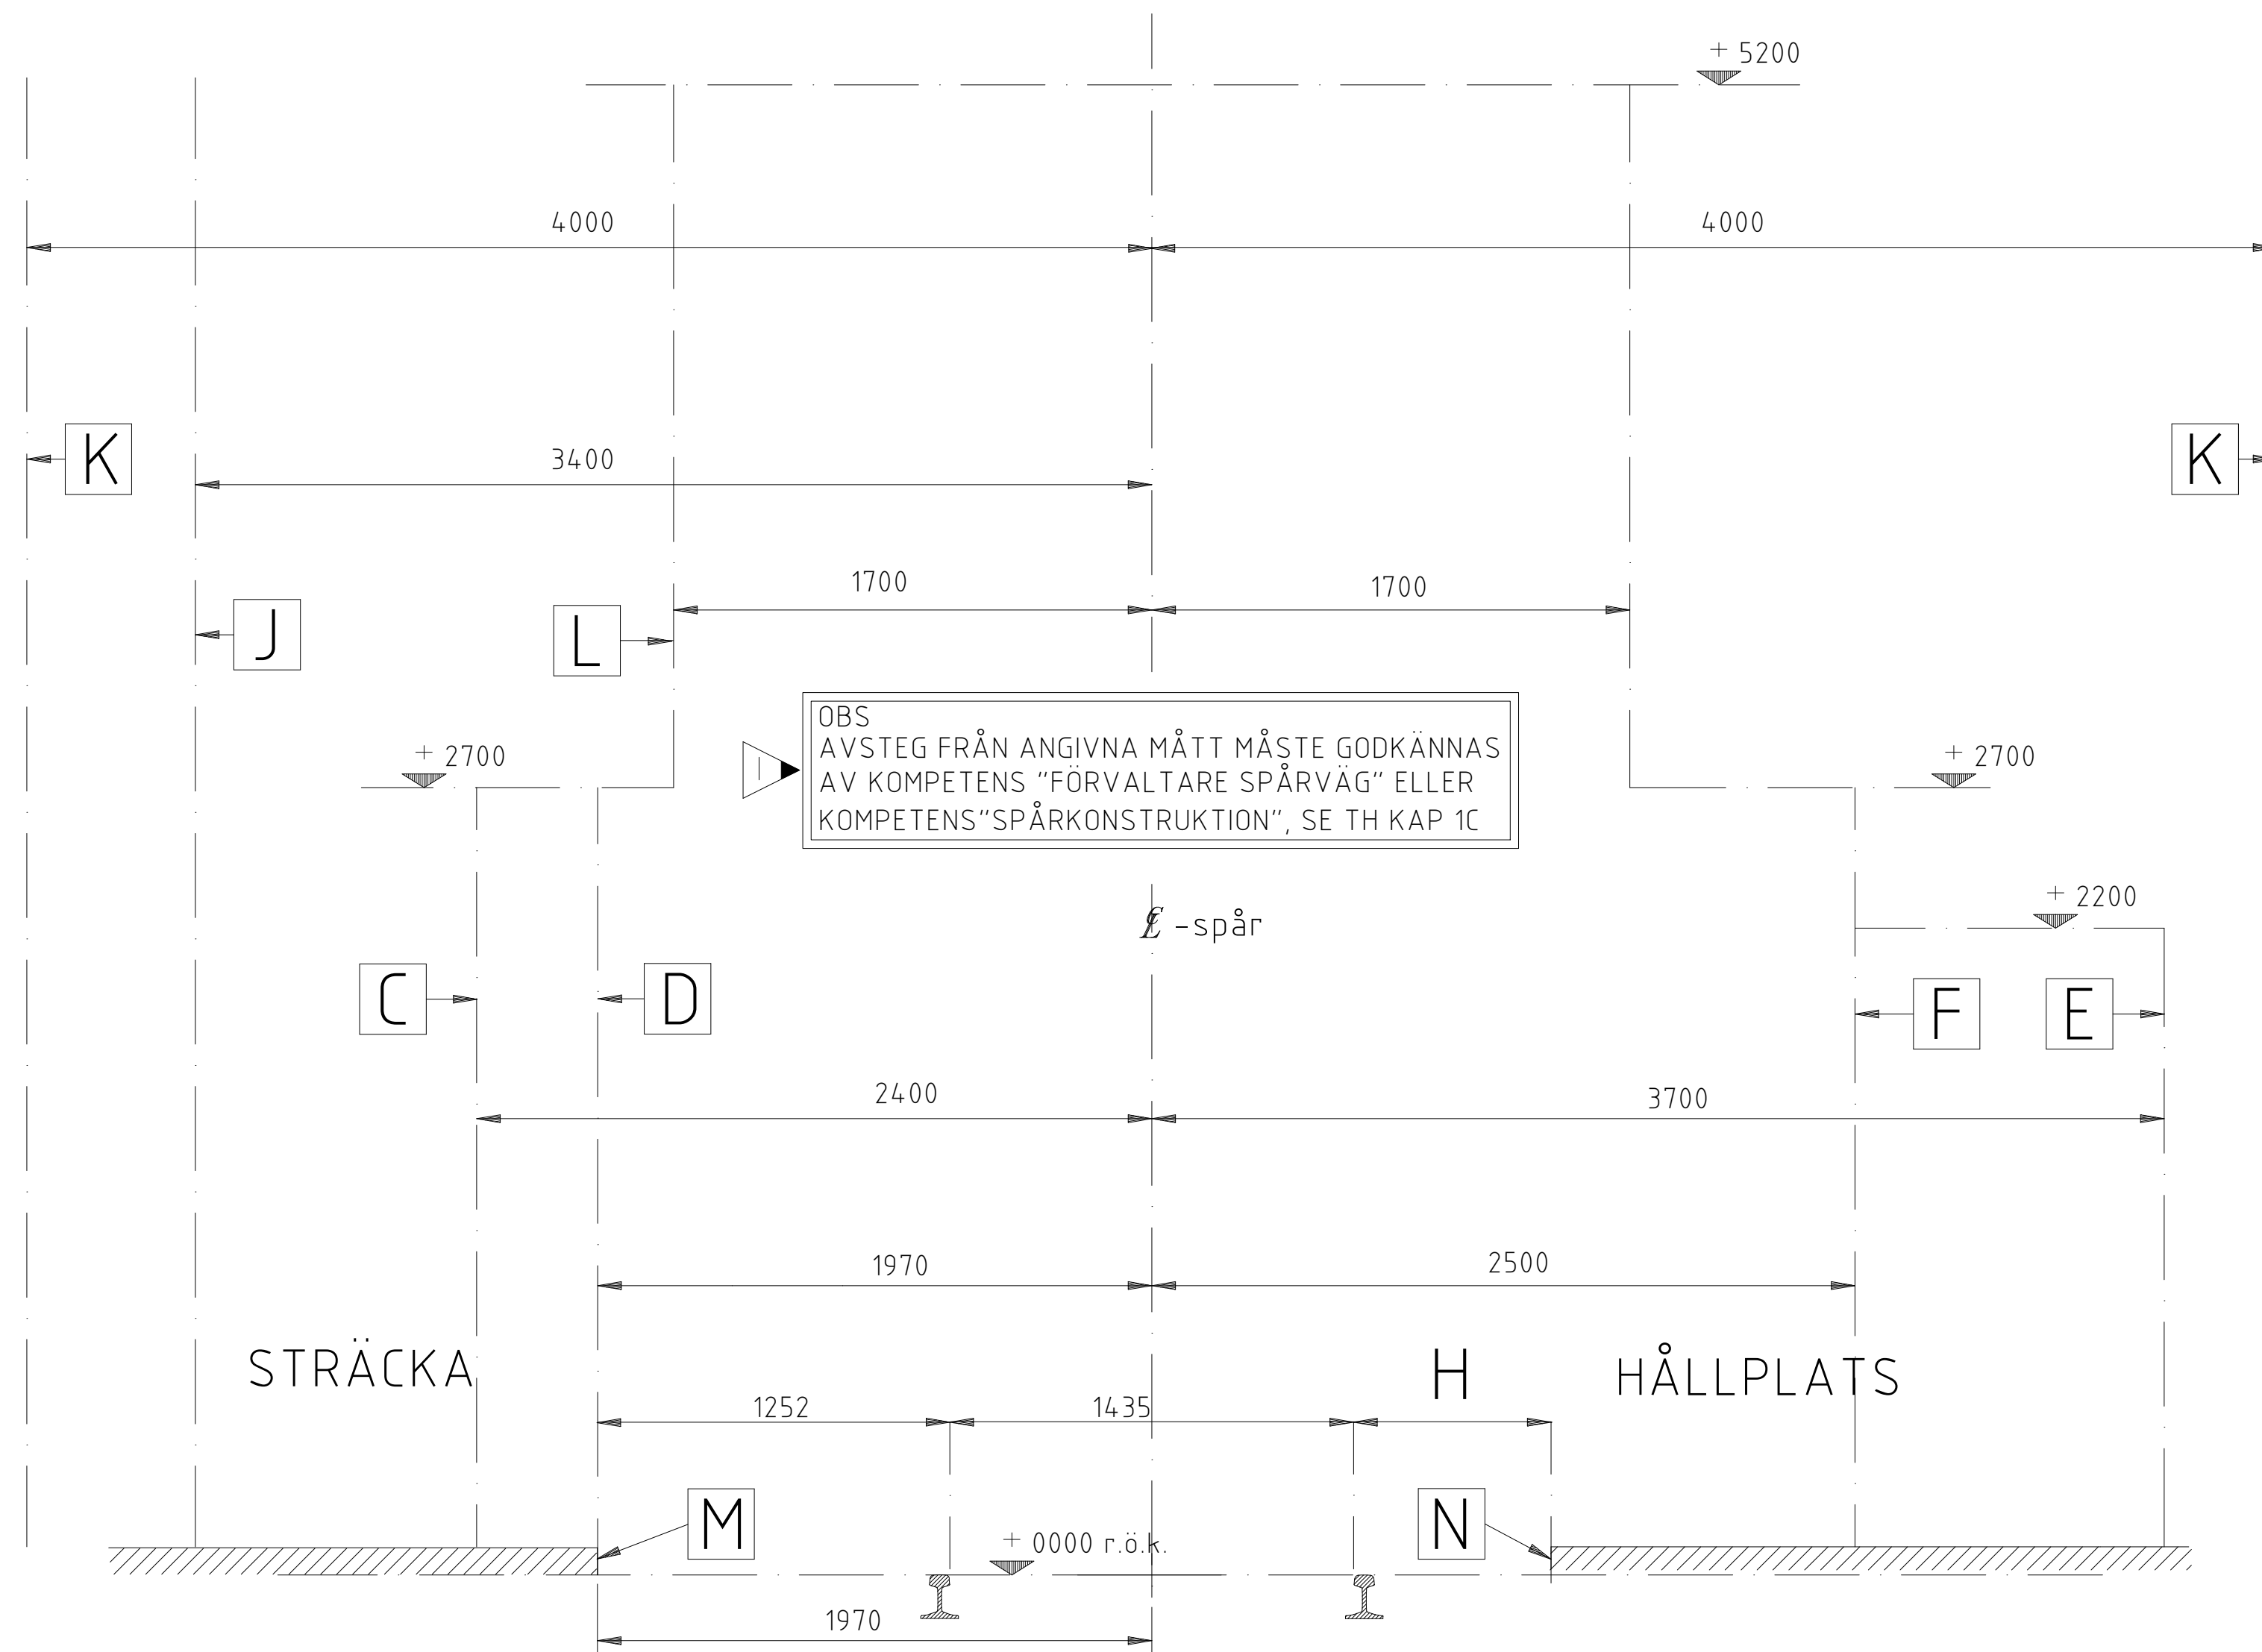 + 5200
4000
4000
K
K
3400
1700
1700
J
L
OBS
AVSTEG FRÅN ANGIVNA MÅTT MÅSTE GODKÄNNAS
AV KOMPETENS "FÖRVALTARE SPÅRVÄG" ELLER
KOMPETENS"SPÅRKONSTRUKTION", SE TH KAP 1C
I
+ 2700
+ 2700
+ 2200
℄ -spår
C
D
F
E
2400
3700
1970
2500
STRÄCKA
H
HÅLLPLATS
1252
1435
M
N
+ 0000 r.ö.k.
1970